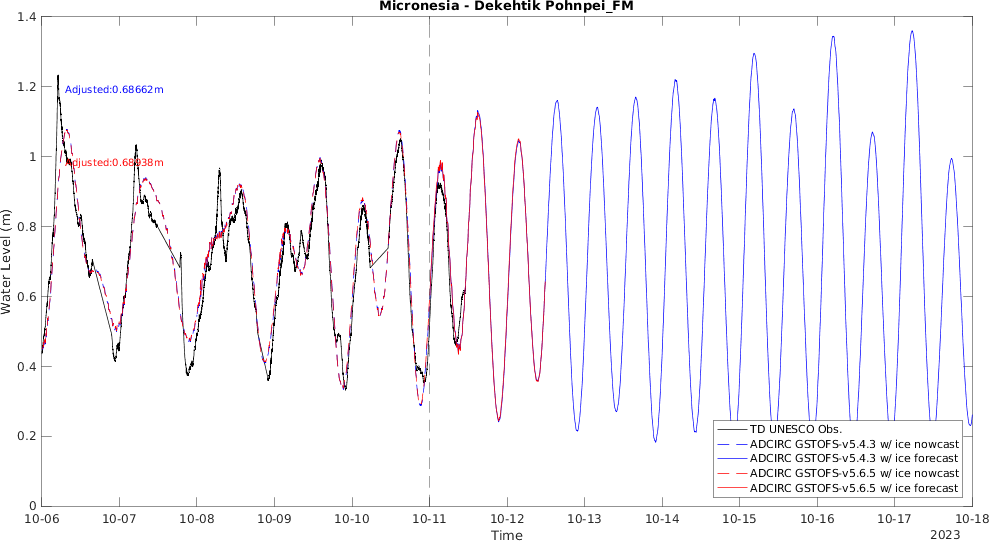 Micronesia - Dekehtik Pohnpei_FM
1.4
1.2
1
0.8
0.6
0.4
0.2
0
Water Level (m)
Adjusted:0.68662m
Adjusted:0.68938m
TD UNESCO Obs.
ADCIRC GSTOFS-v5.4.3 w/ ice nowcast
ADCIRC GSTOFS-v5.4.3 w/ ice forecast
ADCIRC GSTOFS-v5.6.5 w/ ice nowcast
ADCIRC GSTOFS-v5.6.5 w/ ice forecast
10-06 10-07 10-08 10-09 10-10 10-11 10-12 10-13 10-14 10-15 10-16 10-17 10-18
Time
2023